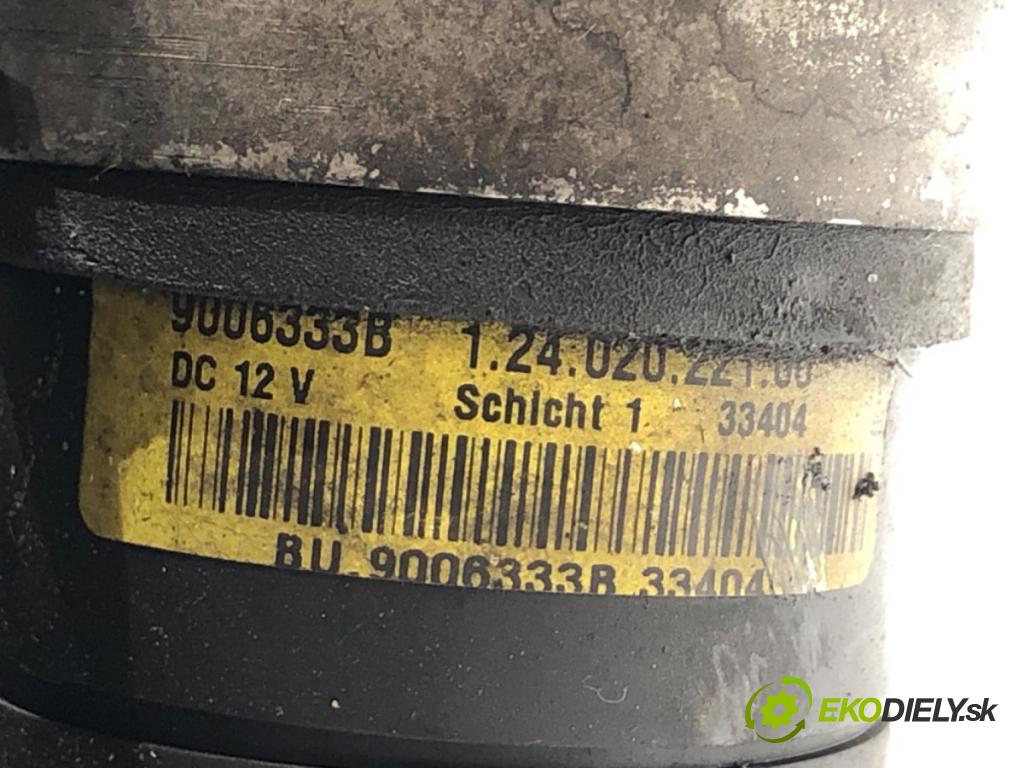 9006333B 1.24.020.221.00
DC 12 V Schicht 1 33404
BU 9006333B 33404
EKODIELY.sk